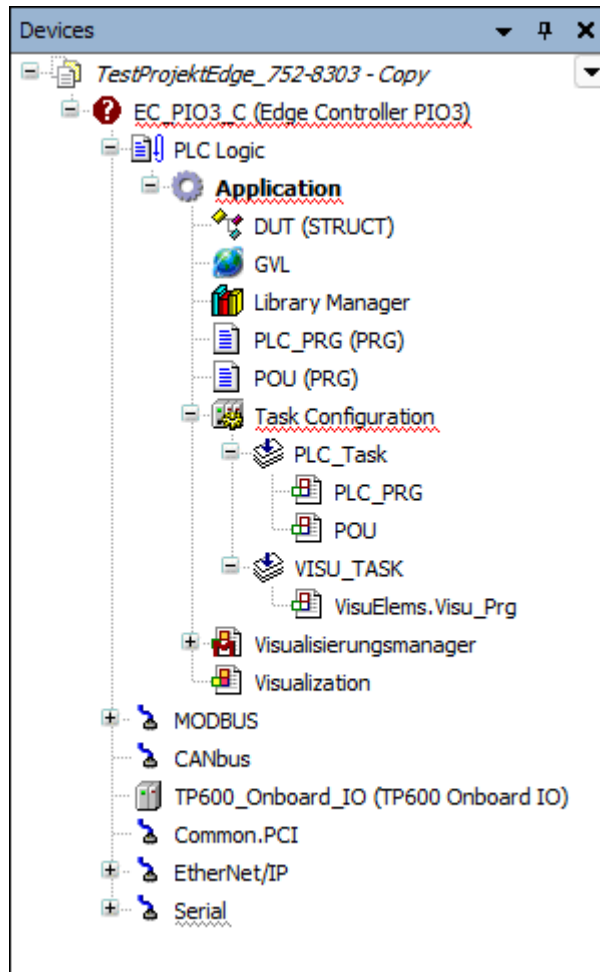 Devices
TestProjektEdge_752-8303 - Copy
EC_PIO3_C (Edge Controller PIO3)
PLC Logic
Application
DUT (STRUCT)
GVL
Library Manager
PLC_PRG (PRG)
POU (PRG)
Task Configuration
PLC_Task
PLC_PRG
POU
VISU_TASK
VisuElems.Visu_Prg
Visualisierungsmanager
Visualization
MODBUS
CANbus
TP600_Onboard_IO (TP600 Onboard IO)
Common.PCI
EtherNet/IP
Serial